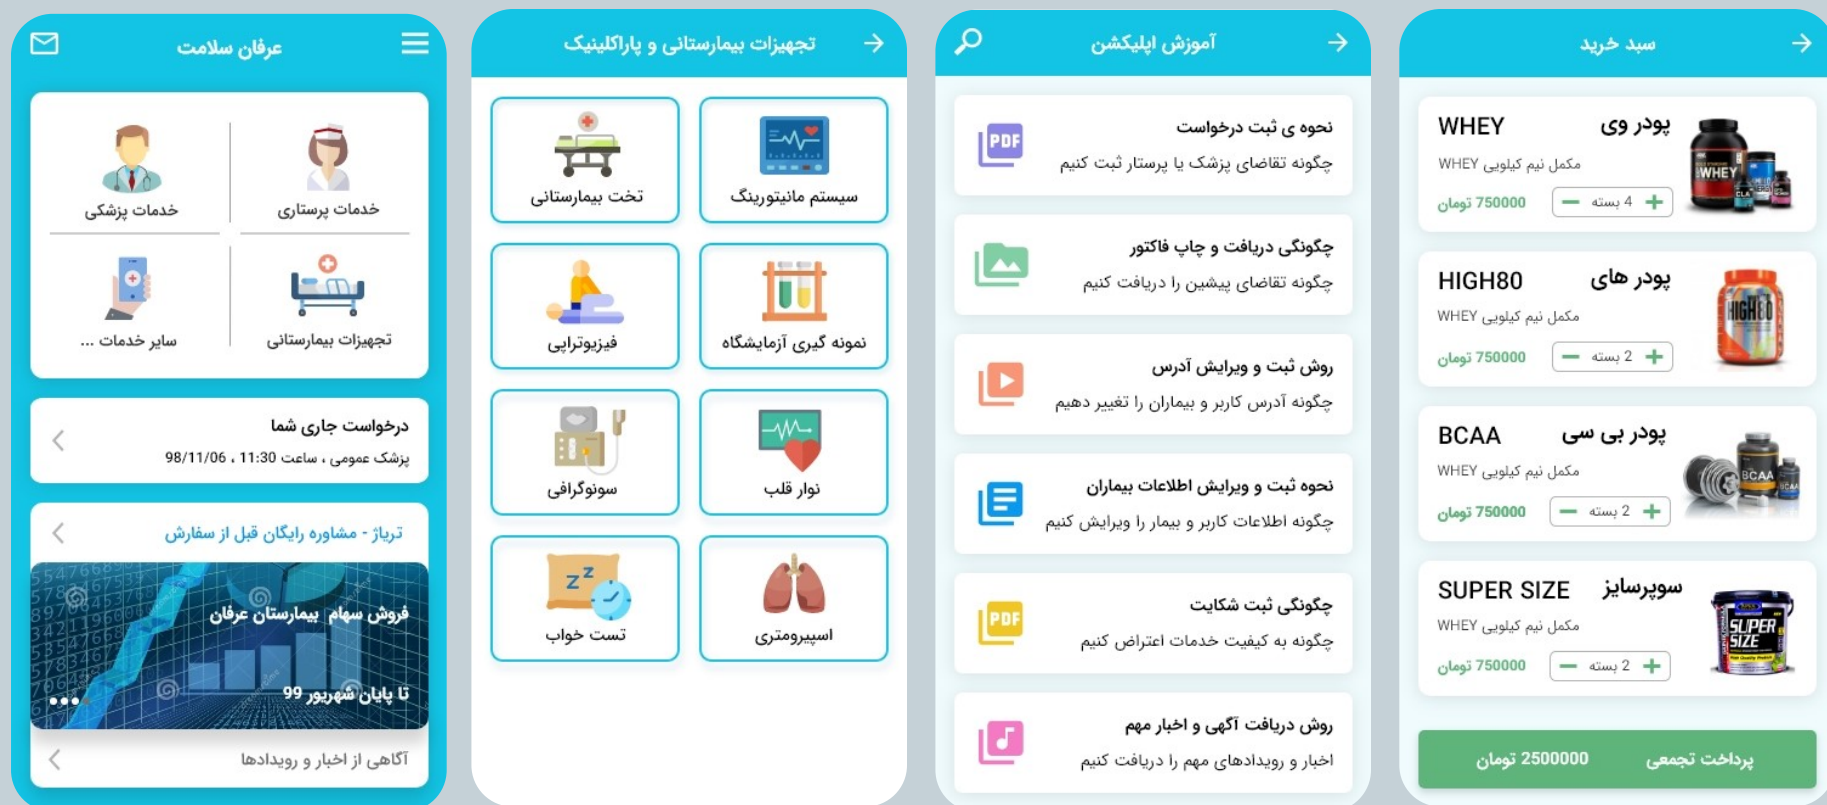 عرفان سلامت
خدمات پرستاری
خدمات پزشکی
تجهیزات بیمارستانی
سایر خدمات ...
درخواست جاری شما
پزشک عمومی ، ساعت 11:30 ، 98/11/06
تریاژ - مشاوره رایگان قبل از سفارش
فروش سهام بیمارستان عرفان
تا پایان شهریور 99
آگاهی از اخبار و رویدادها
تجهیزات بیمارستانی و پاراکلینیک
سیستم مانیتورینگ
تخت بیمارستانی
نمونه گیری آزمایشگاه
فیزیوتراپی
نوار قلب
سونوگرافی
اسپیرومتری
zz
تست خواب
آموزش اپلیکشن
PDF
نحوه ی ثبت درخواست
چگونه تقاضای پزشک یا پرستار ثبت کنیم
چگونگی دریافت و چاپ فاکتور
چگونه تقاضای پیشین را دریافت کنیم
روش ثبت و ویرایش آدرس
چگونه آدرس کاربر و بیماران را تغییر دهیم
نحوه ثبت و ویرایش اطلاعات بیماران
چگونه اطلاعات کاربر و بیمار را ویرایش کنیم
PDF
چگونگی ثبت شکایت
چگونه به کیفیت خدمات اعتراض کنیم
روش دریافت آگهی و اخبار مهم
اخبار و رویدادهای مهم را دریافت کنیم
سبد خرید
پودر وی
WHEY
مکمل نیم کیلویی WHEY
4 بسته
750000 تومان
WHEY
پودر های
HIGH80
مکمل نیم کیلویی WHEY
2 بسته
750000 تومان
HIGH80
پودر بی سی
BCAA
مکمل نیم کیلویی WHEY
2 بسته
750000 تومان
BCAA
سوپرسایز
SUPER SIZE
مکمل نیم کیلویی WHEY
2 بسته
750000 تومان
SUPER
SIZE
پرداخت تجمعی
2500000 تومان